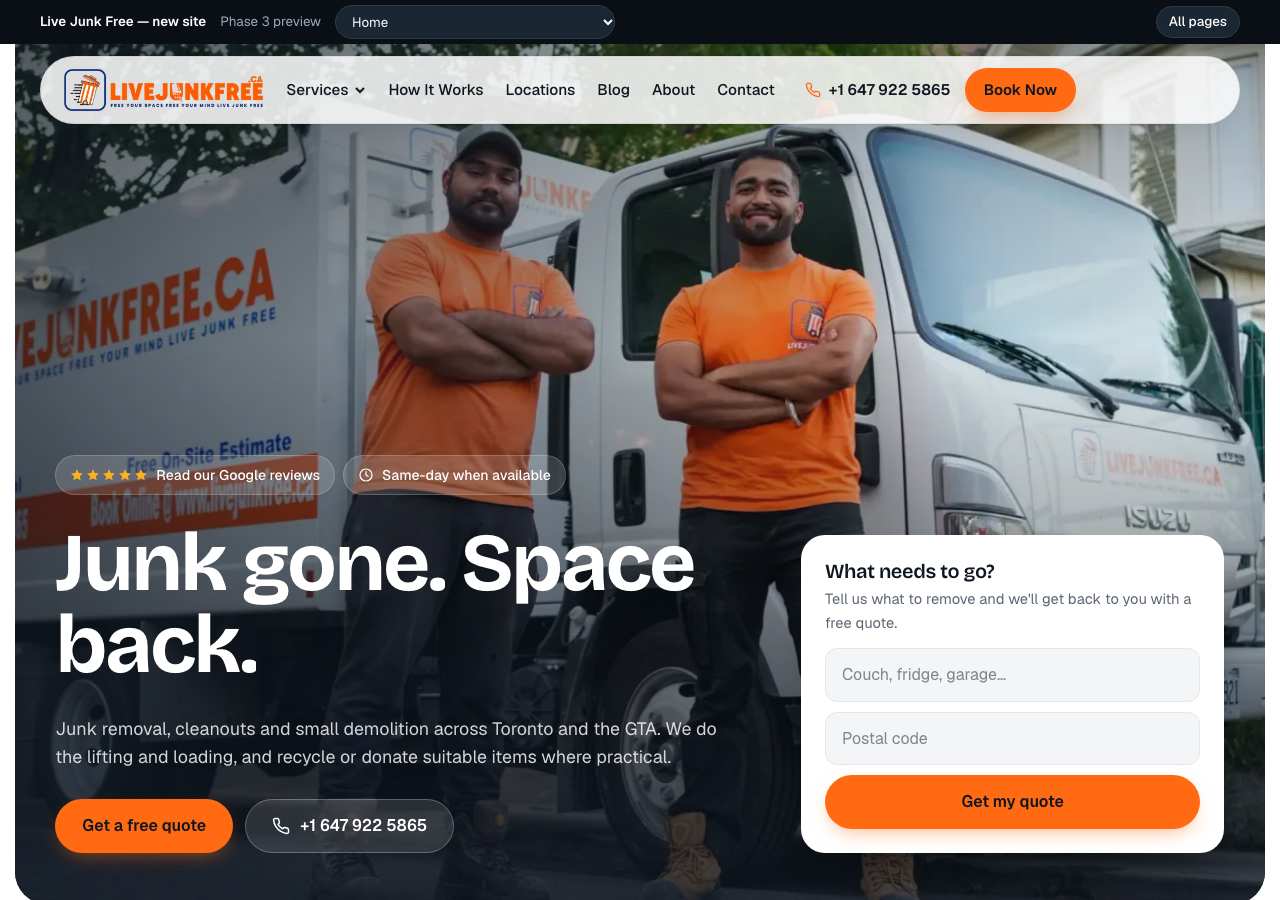 Live Junk Free — new site
Phase 3 preview
Home
All pages
LIVEJUNKFREE
.CA
FREE YOUR SPACE FREE YOUR MIND LIVE JUNK FREE
Services
How It Works
Locations
Blog
About
Contact
+1 647 922 5865
Book Now
JUNKFREE.CA
SPACE FREE YOUR MIND LIVE JUNK FREE
Free On-Site Estimate
Book Online @ www.livejunkfree.ca
LIVEJUNKFREE
ISUZU
Read our Google reviews
Same-day when available
Junk gone. Space
back.
Junk removal, cleanouts and small demolition across Toronto and the GTA. We do
the lifting and loading, and recycle or donate suitable items where practical.
Get a free quote
+1 647 922 5865
What needs to go?
Tell us what to remove and we'll get back to you with a
free quote.
Couch, fridge, garage...
Postal code
Get my quote